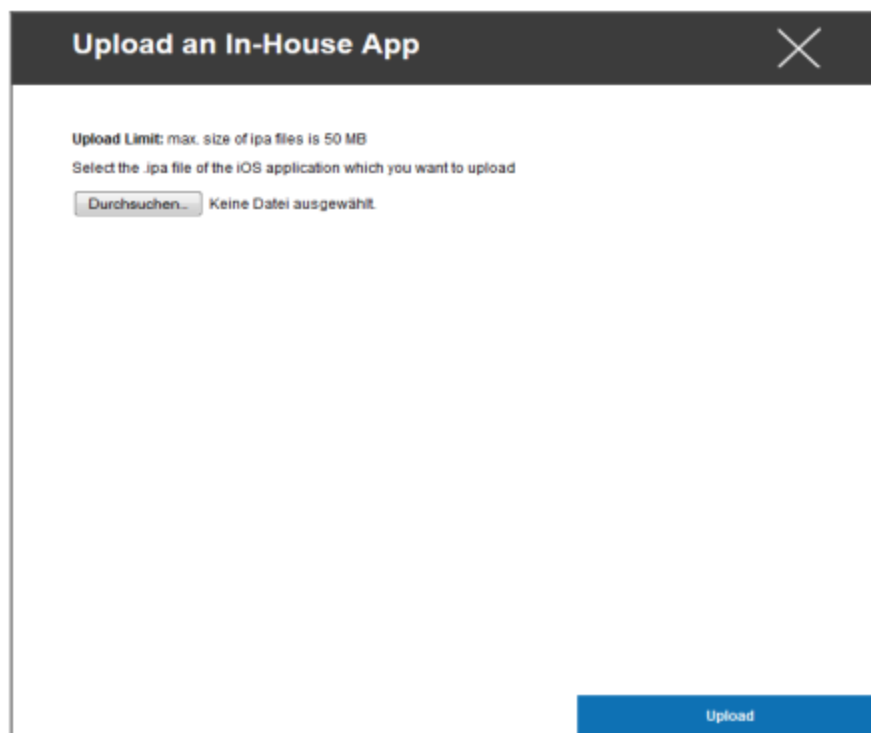 Upload an In-House App
Upload Limit: max. size of ipa files is 50 MB
Select the .ipa file of the iOS application which you want to upload
Durchsuchen... Keine Datei ausgewählt.
Upload